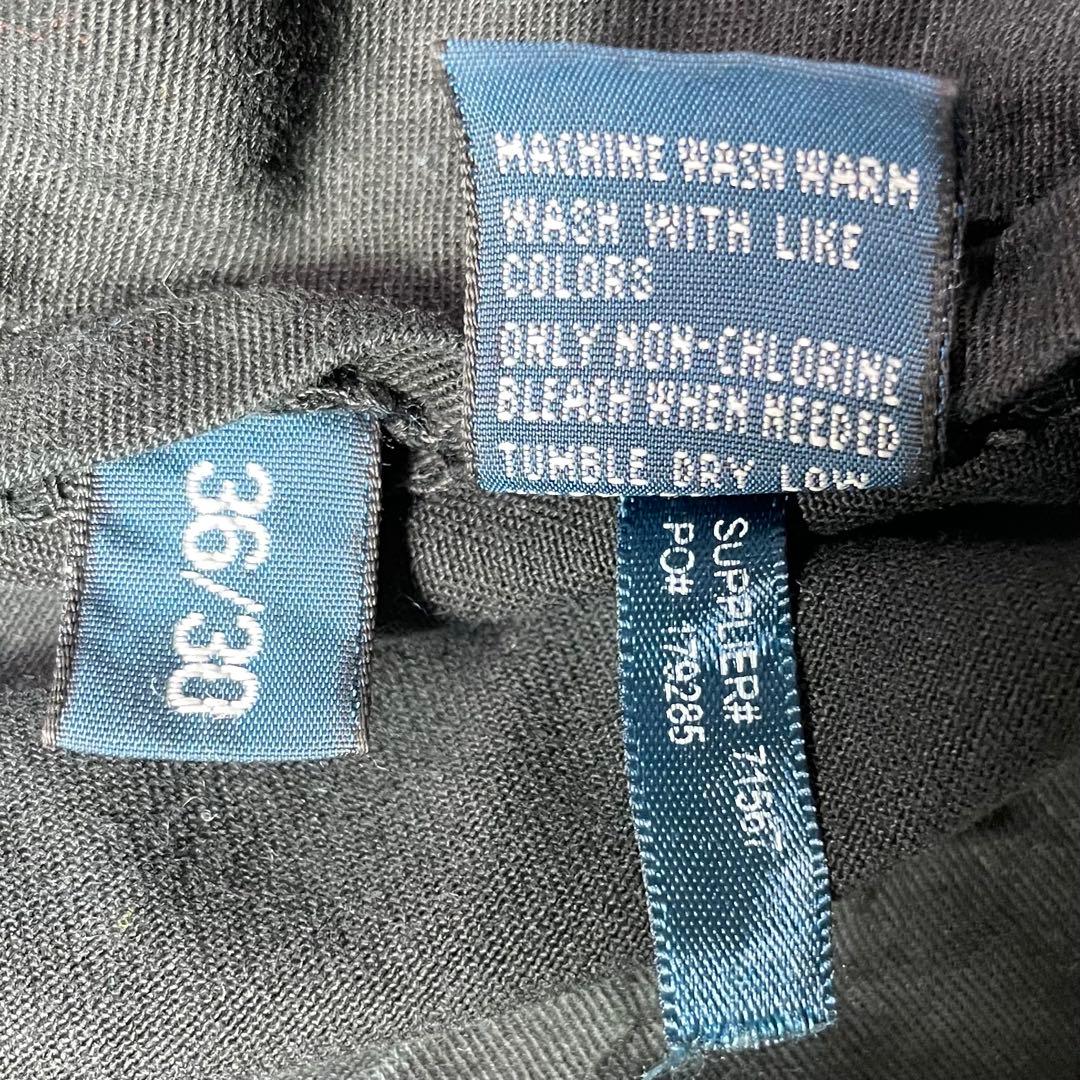 MACHINE WASH WARM
WASH WITH LIKE
COLORS
ONLY NON-CHLORINE
BLEACH WHEN NEEDED
TUMBLE DRY LOW
36/30
SUPPLIER# 71567
PO# 179285